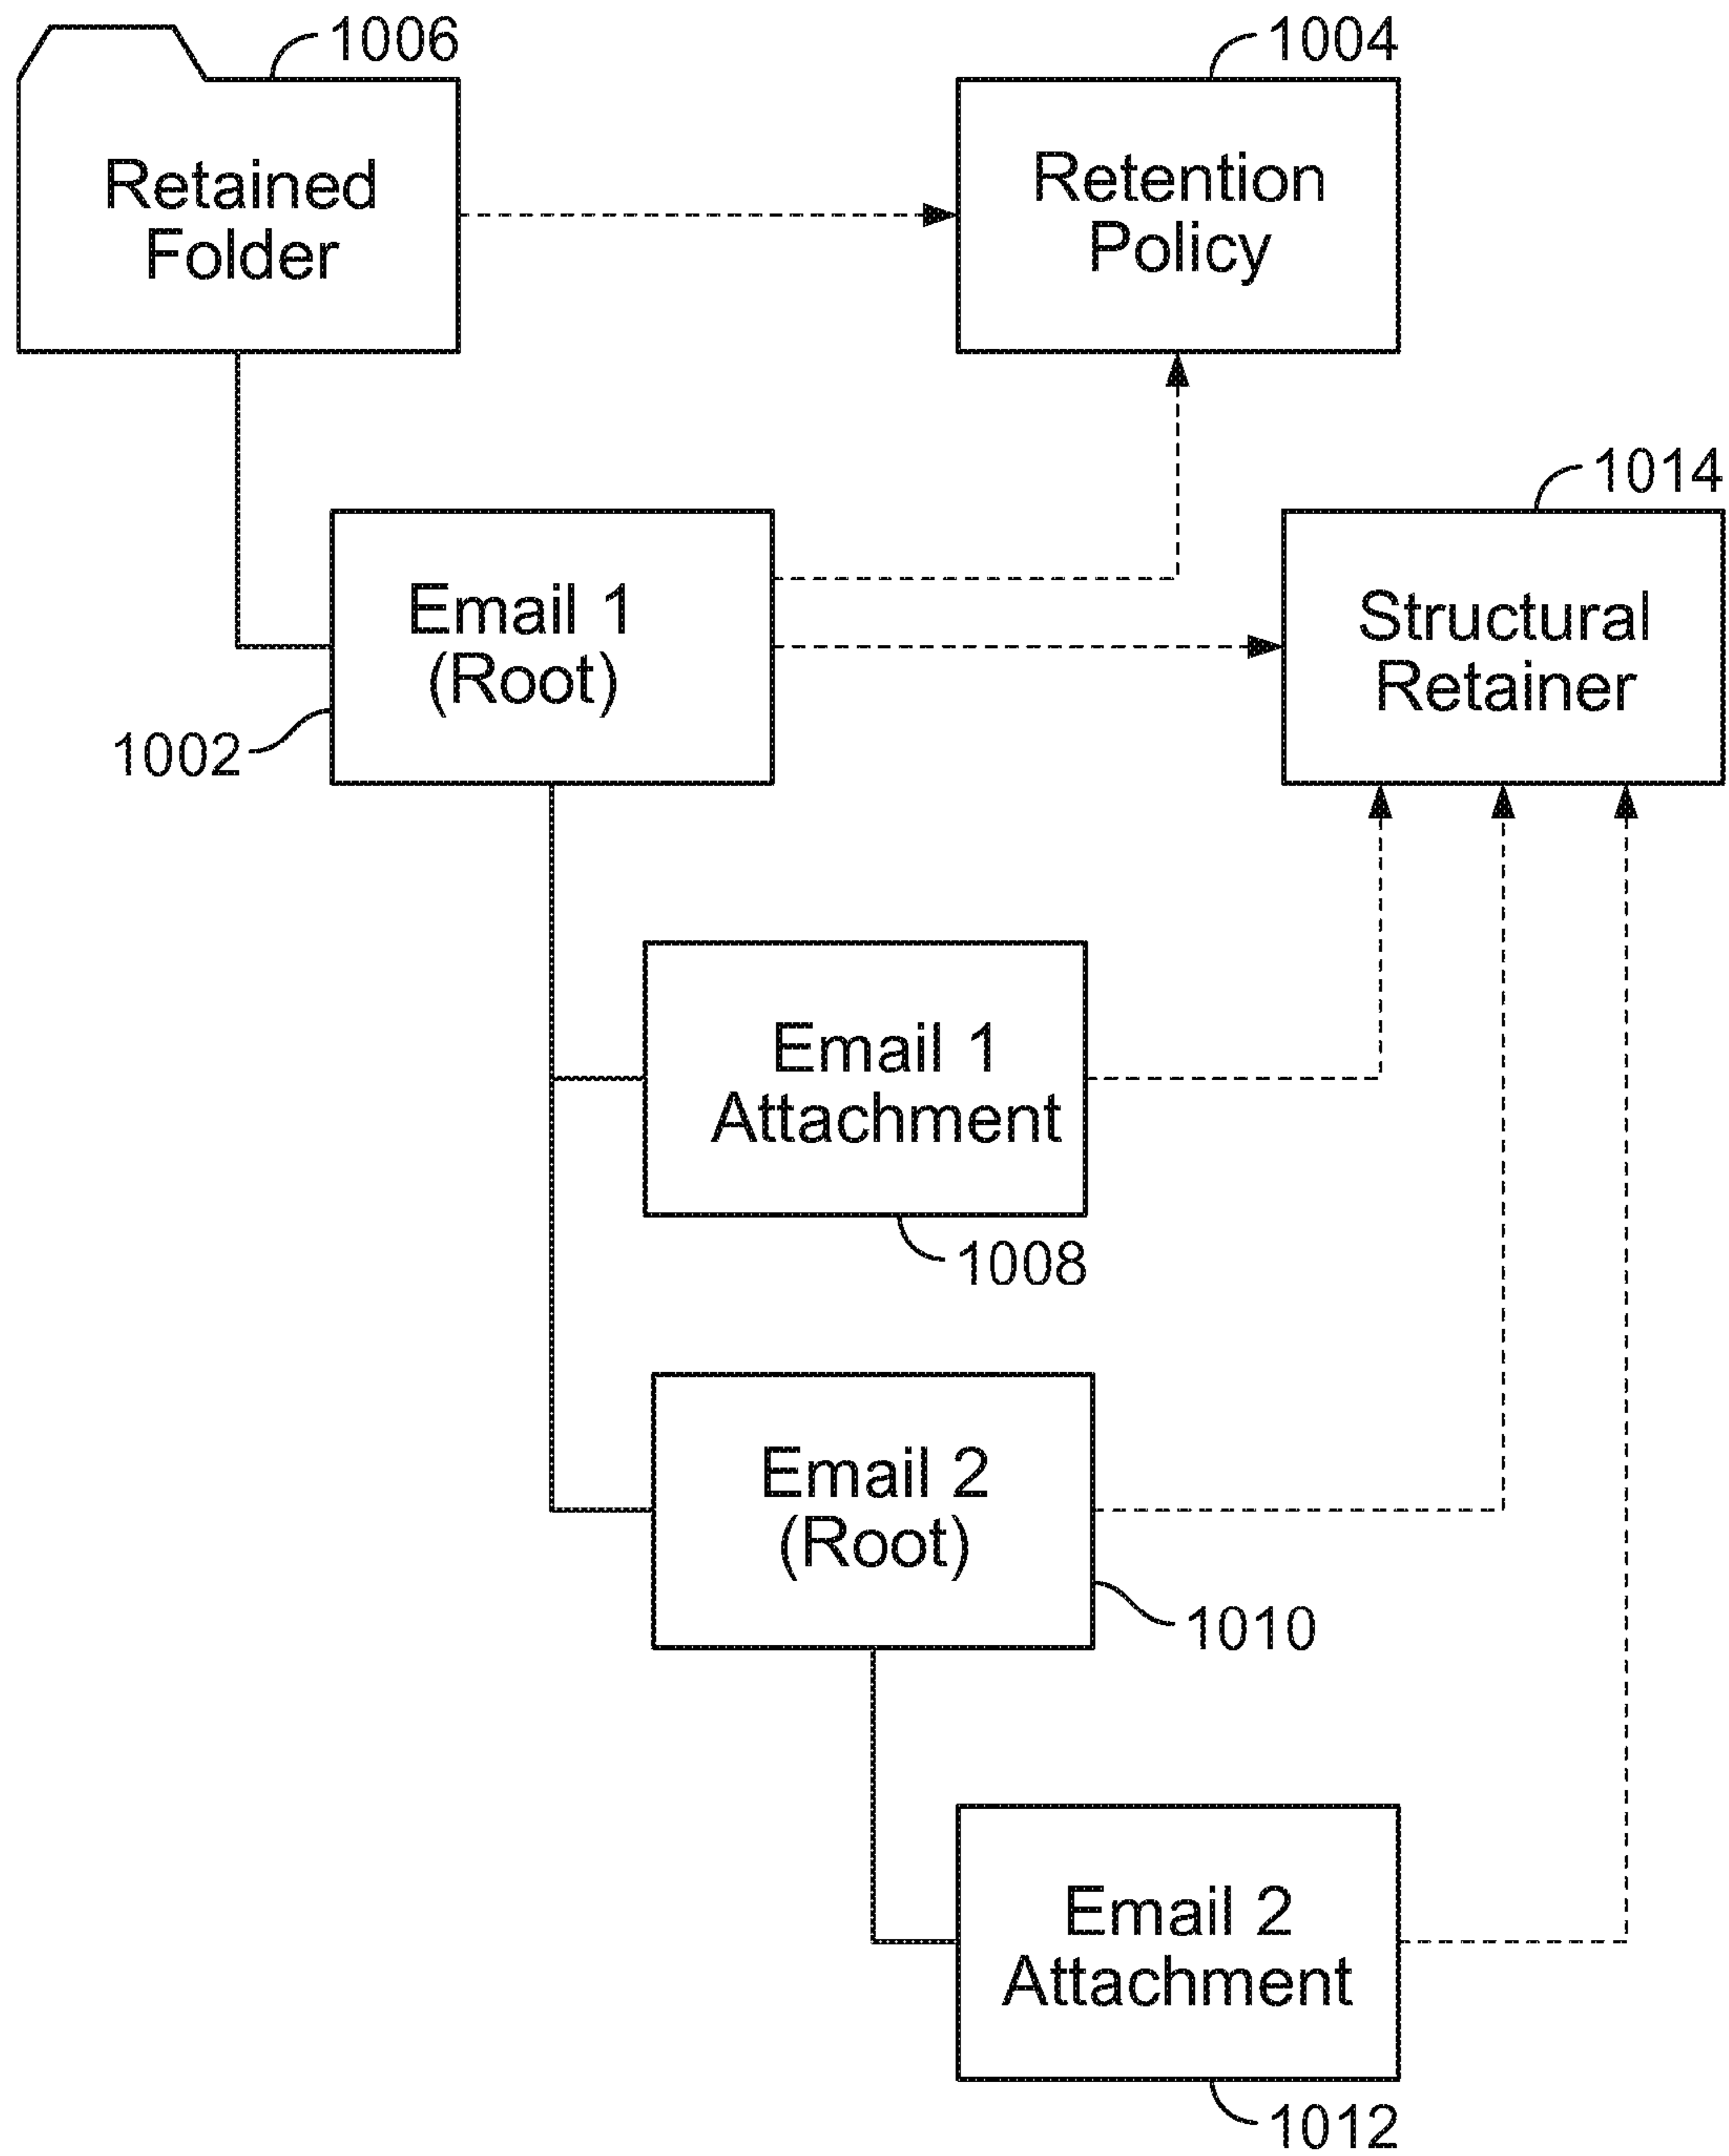 1006
1004
Retained
Folder
Retention
Policy
1014
Email 1
(Root)
Structural
Retainer
1002
Email 1
Attachment
1008
Email 2
(Root)
1010
Email 2
Attachment
1012